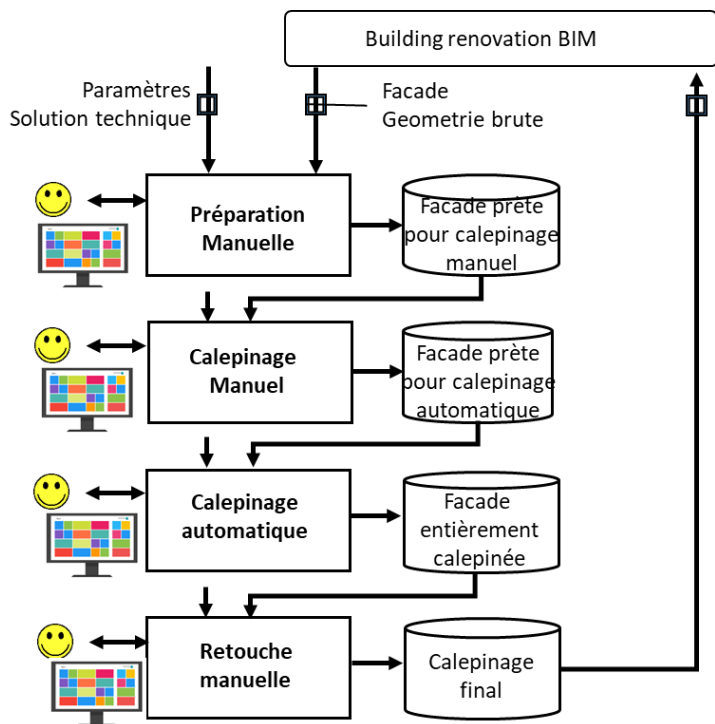 Building renovation BIM
Paramètres
Solution technique
Facade
Geometrie brute
Préparation
Manuelle
Facade prète
pour calepinage
manuel
Calepinage
Manuel
Facade prète
pour calepinage
automatique
Calepinage
automatique
Facade
entièrement
calepinée
Retouche
manuelle
Calepinage
final